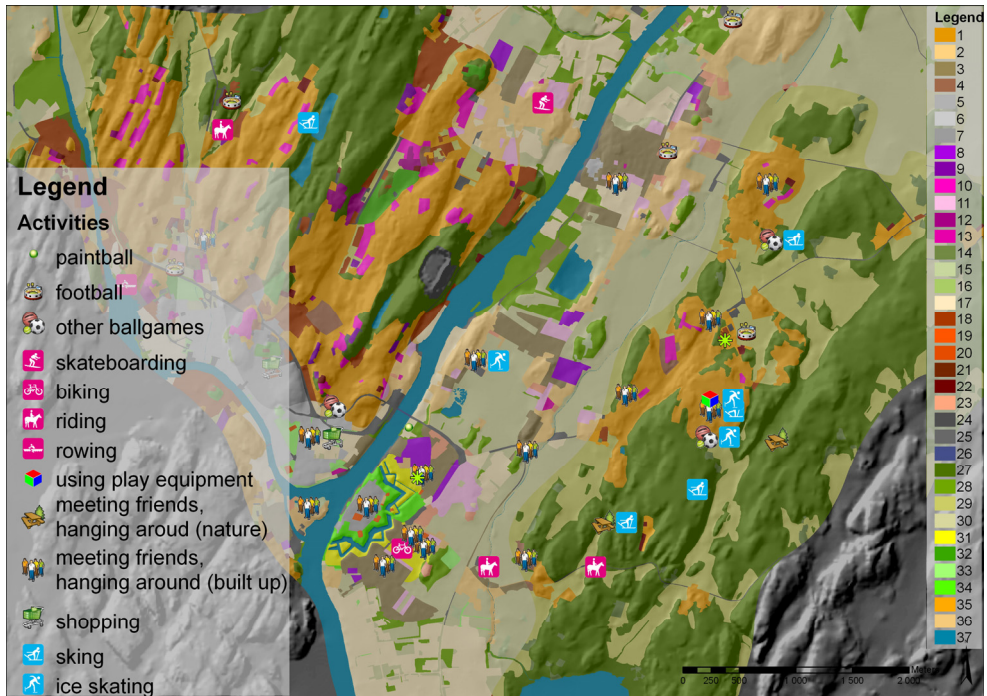 Legend
Activities
paintball
football
other ballgames
skateboarding
biking
riding
rowing
using play equipment
meeting friends,
hanging aroud (nature)
meeting friends,
hanging around (built up)
shopping
sking
ice skating
Legend
1
2
3
4
5
6
7
8
9
10
11
12
13
14
15
16
17
18
19
20
21
22
23
24
25
26
27
28
29
30
31
32
33
34
35
36
37
Meters
0 250 500 1 000 1 500 2 000